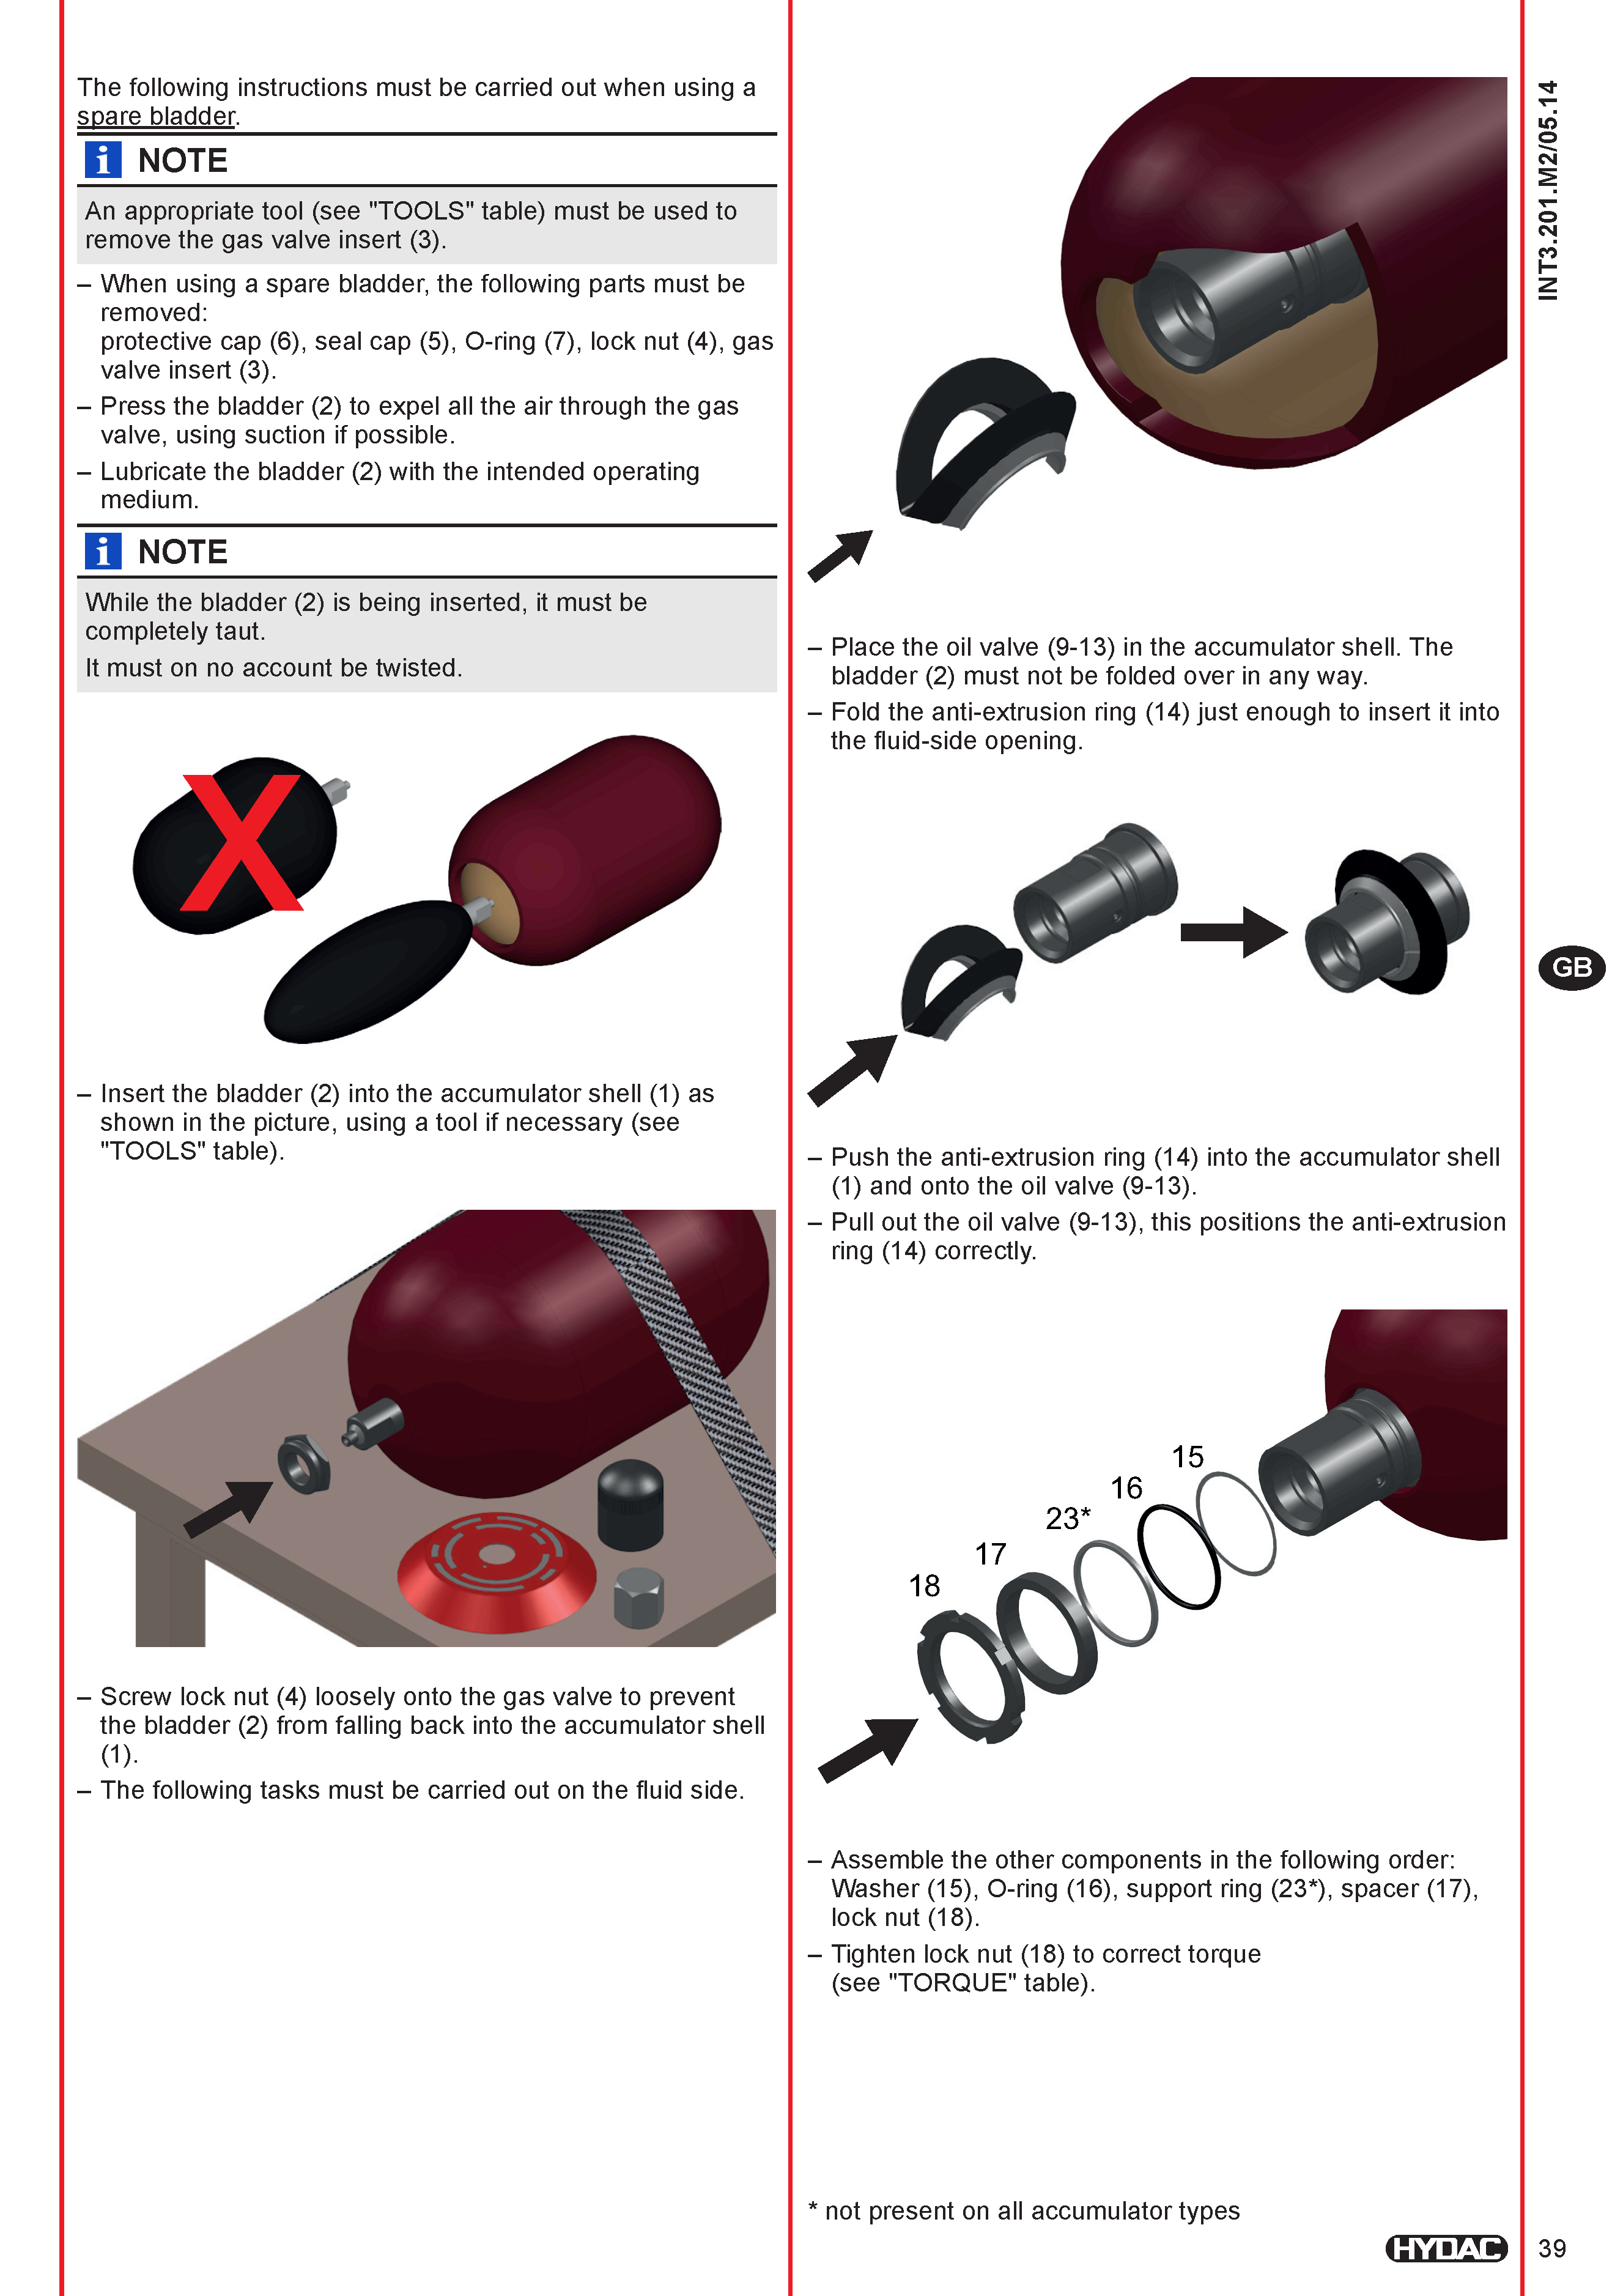 The following instructions must be carried out when using a
spare bladder.
i NOTE
An appropriate tool (see "TOOLS" table) must be used to
remove the gas valve insert (3).
– When using a spare bladder, the following parts must be
removed:
protective cap (6), seal cap (5), O-ring (7), lock nut (4), gas
valve insert (3).
– Press the bladder (2) to expel all the air through the gas
valve, using suction if possible.
– Lubricate the bladder (2) with the intended operating
medium.
i NOTE
While the bladder (2) is being inserted, it must be
completely taut.
It must on no account be twisted.
X
– Insert the bladder (2) into the accumulator shell (1) as
shown in the picture, using a tool if necessary (see
"TOOLS" table).
– Screw lock nut (4) loosely onto the gas valve to prevent
the bladder (2) from falling back into the accumulator shell
(1).
– The following tasks must be carried out on the fluid side.
– Place the oil valve (9-13) in the accumulator shell. The
bladder (2) must not be folded over in any way.
– Fold the anti-extrusion ring (14) just enough to insert it into
the fluid-side opening.
– Push the anti-extrusion ring (14) into the accumulator shell
(1) and onto the oil valve (9-13).
– Pull out the oil valve (9-13), this positions the anti-extrusion
ring (14) correctly.
15
16
23*
17
18
– Assemble the other components in the following order:
Washer (15), O-ring (16), support ring (23*), spacer (17),
lock nut (18).
– Tighten lock nut (18) to correct torque
(see "TORQUE" table).
* not present on all accumulator types
HYDAC
39
INT3.201.M2/05.14
GB